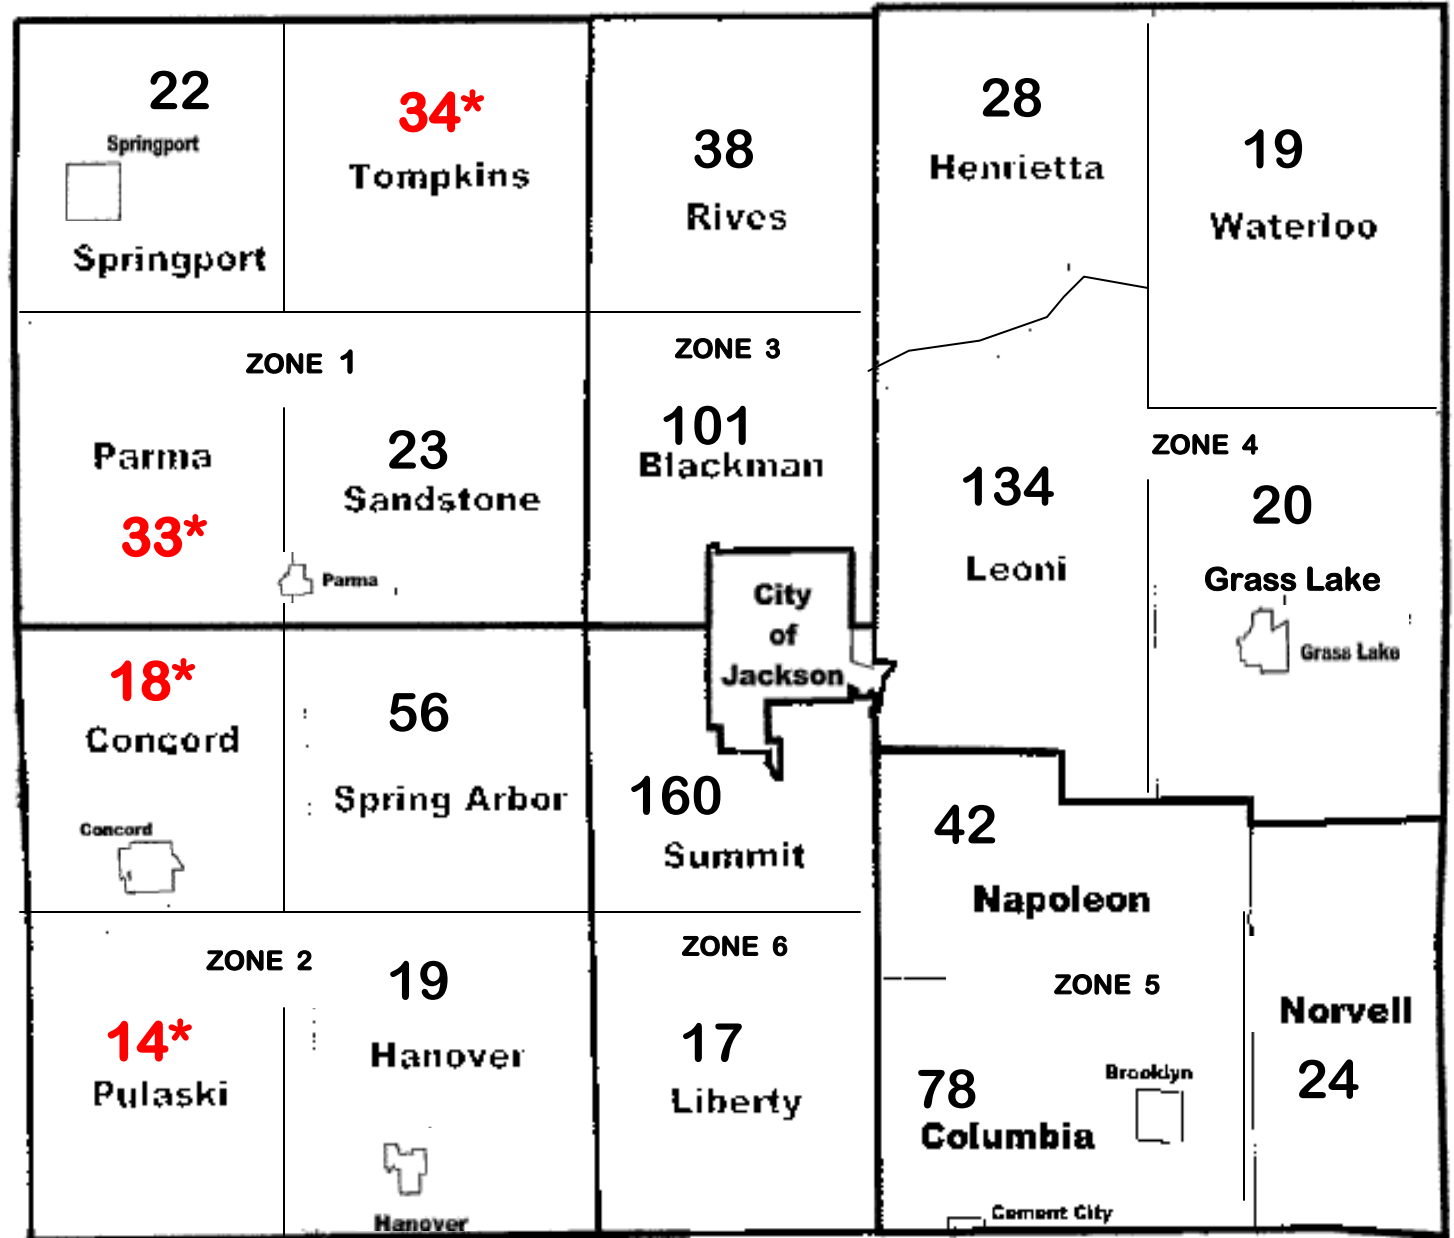 22
Springport
Springport
34*
Tompkins
38
Rives
28
Henrietta
19
Waterloo
ZONE 1
Parma
33*
23
Sandstone
Parma
ZONE 3
101
Blackman
City
of
Jackson
134
Leoni
ZONE 4
20
Grass Lake
Grass Lake
18*
Concord
Concord
56
Spring Arbor
160
Summit
42
Napoleon
ZONE 2
14*
Pulaski
19
Hanover
Hanover
ZONE 6
17
Liberty
ZONE 5
78
Columbia
Brooklyn
Cement City
Norvell
24